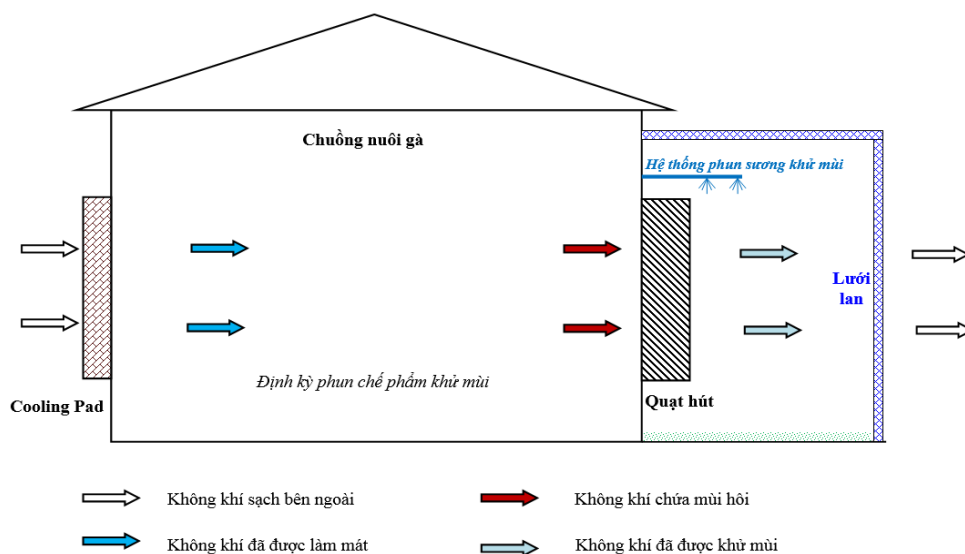 Chuồng nuôi gà
Hệ thống phun sương khử mùi
Lưới
lan
Định kỳ phun chế phẩm khử mùi
Cooling Pad
Quạt hút
Không khí sạch bên ngoài
Không khí chứa mùi hôi
Không khí đã được làm mát
Không khí đã được khử mùi